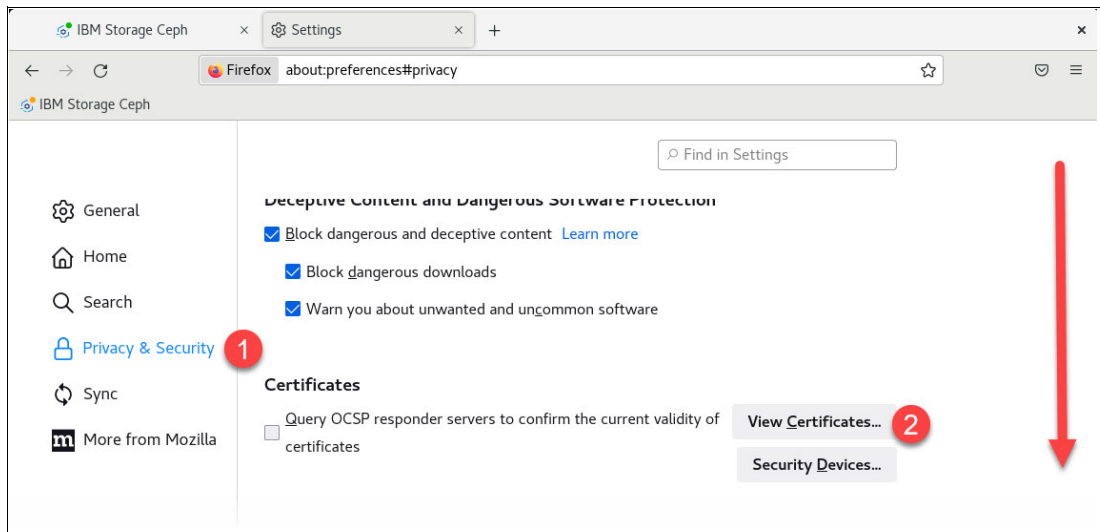 IBM Storage Ceph
Settings
Firefox about:preferences#privacy
IBM Storage Ceph
Find in Settings
General
Home
Search
Privacy & Security 1
Sync
m More from Mozilla
Deceptive Content and Dangerous Software Protection
Block dangerous and deceptive content Learn more
Block dangerous downloads
Warn you about unwanted and uncommon software
Certificates
Query OCSP responder servers to confirm the current validity of
certificates
View Certificates... 2
Security Devices...